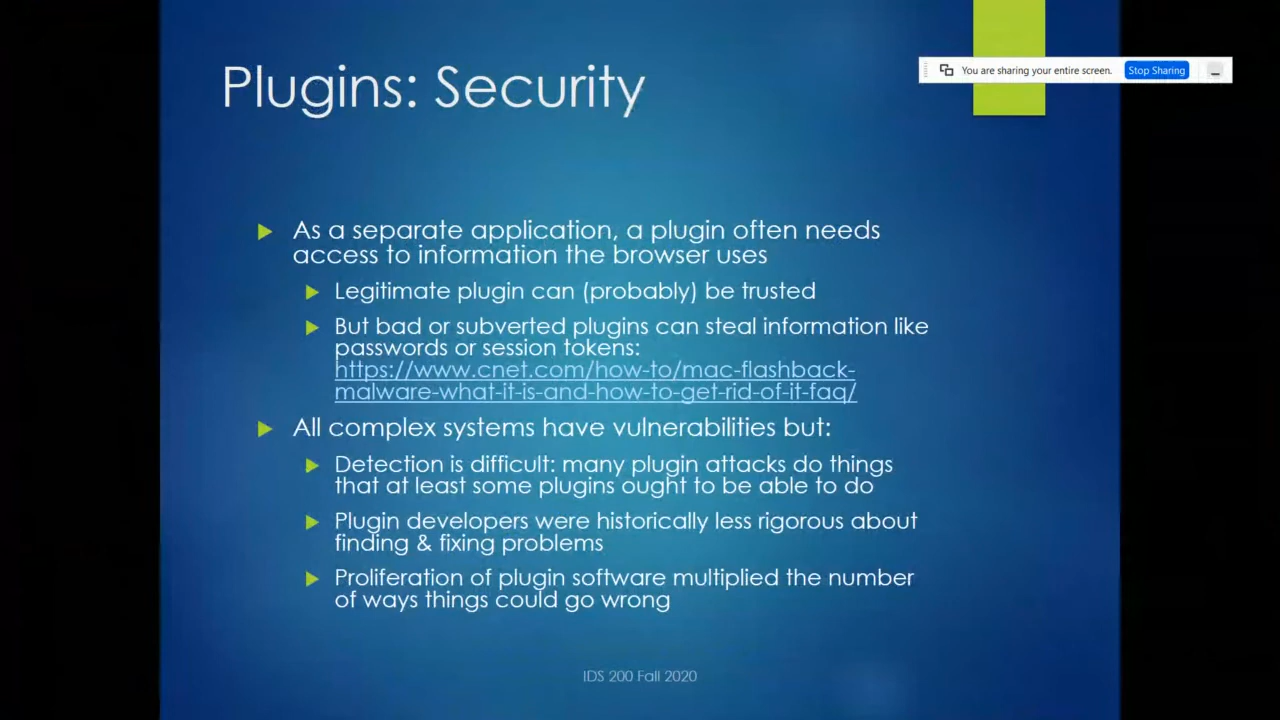 Plugins: Security
You are sharing your entire screen.
Stop Sharing
As a separate application, a plugin often needs
access to information the browser uses
Legitimate plugin can (probably) be trusted
But bad or subverted plugins can steal information like
passwords or session tokens:
https://www.cnet.com/how-to/mac-flashback-
malware-what-it-is-and-how-to-get-rid-of-it-faq/
All complex systems have vulnerabilities but:
Detection is difficult: many plugin attacks do things
that at least some plugins ought to be able to do
Plugin developers were historically less rigorous about
finding & fixing problems
Proliferation of plugin software multiplied the number
of ways things could go wrong
IDS 200 Fall 2020